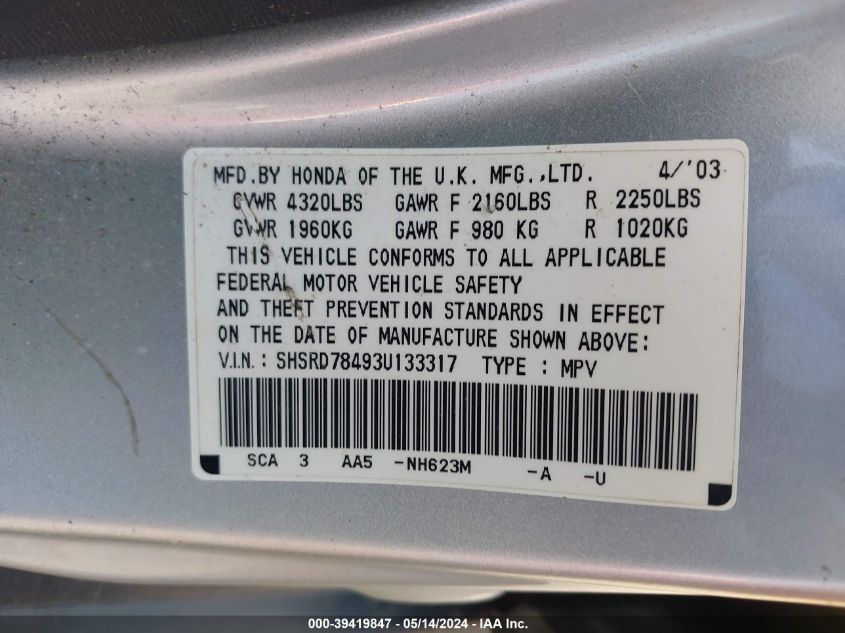 MFD.BY HONDA OF THE U.K. MFG.,LTD. 4/'03
GVWR 4320LBS GAWR F 2160LBS R 2250LBS
GVWR 1960KG GAWR F 980 KG R 1020KG
THIS VEHICLE CONFORMS TO ALL APPLICABLE
FEDERAL MOTOR VEHICLE SAFETY
AND THEFT PREVENTION STANDARDS IN EFFECT
ON THE DATE OF MANUFACTURE SHOWN ABOVE:
V.I.N.: SHSRD78493U133317 TYPE : MPV
SCA 3 AA5 -NH623M -A -U
000-39419847 - 05/14/2024 - IAA Inc.